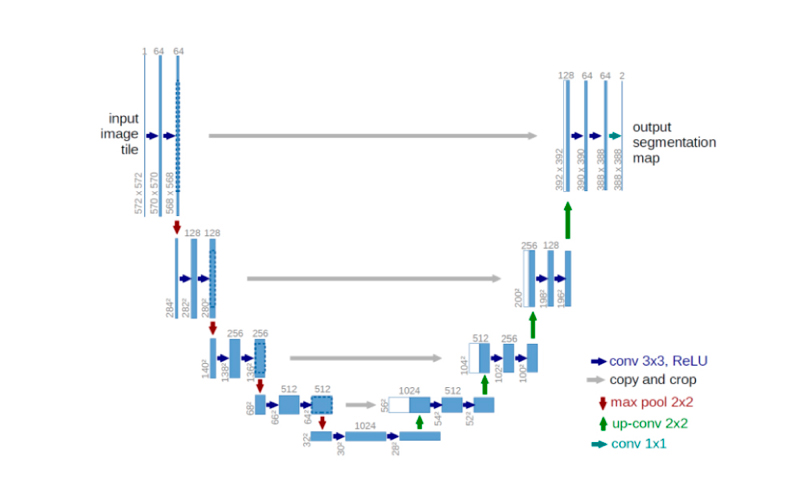 1 64 64
128 64 64 2
input
image
tile
output
segmentation
map
572 x 572
570 x 570
568 x 568
392 x 392
390 x 390
388 x 388
388 x 388
128 128
256 128
284²
282²
280²
200²
198²
196²
256 256
512 256
140²
138²
136²
104²
102²
100²
512 512
1024 512
68²
66²
64²
56²
54²
52²
1024
32²
30²
28²
conv 3x3, ReLU
copy and crop
max pool 2x2
up-conv 2x2
conv 1x1